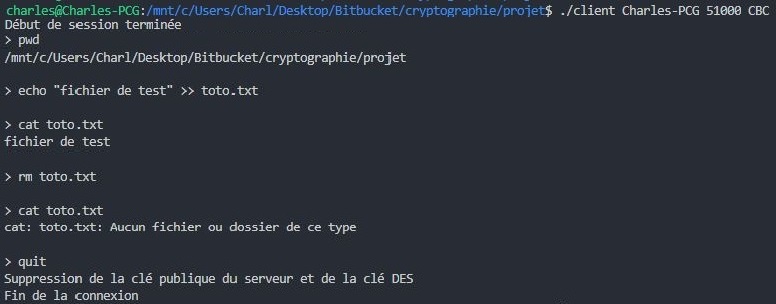 charles@Charles-PCG:/mnt/c/Users/Charl/Desktop/Bitbucket/cryptographie/projet$ ./client Charles-PCG 51000 CBC
Début de session terminée
> pwd
/mnt/c/Users/Charl/Desktop/Bitbucket/cryptographie/projet
> echo "fichier de test" >> toto.txt
> cat toto.txt
fichier de test
> rm toto.txt
> cat toto.txt
cat: toto.txt: Aucun fichier ou dossier de ce type
> quit
Suppression de la clé publique du serveur et de la clé DES
Fin de la connexion